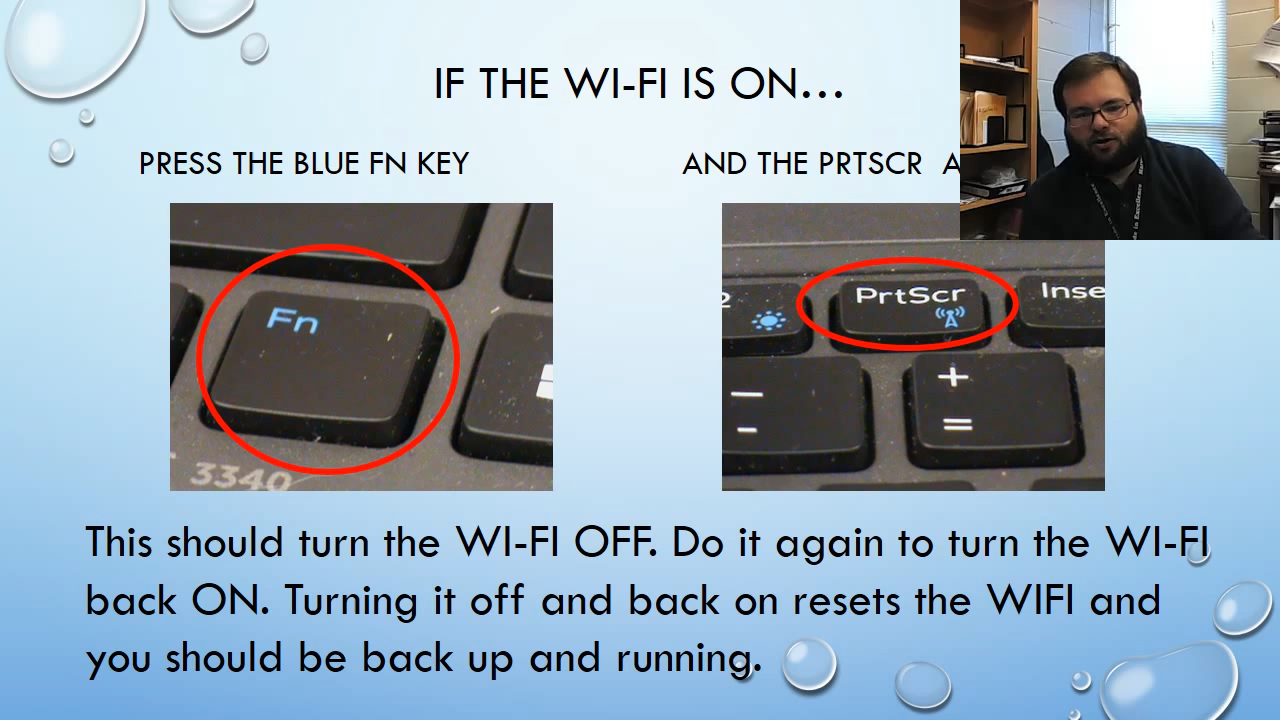 IF THE WI-FI IS ON...
PRESS THE BLUE FN KEY
AND THE PRTSCR
Fn
3340
PrtScr
Inse
+
=
-
-
This should turn the WI-FI OFF. Do it again to turn the WI-FI
back ON. Turning it off and back on resets the WIFI and
you should be back up and running.